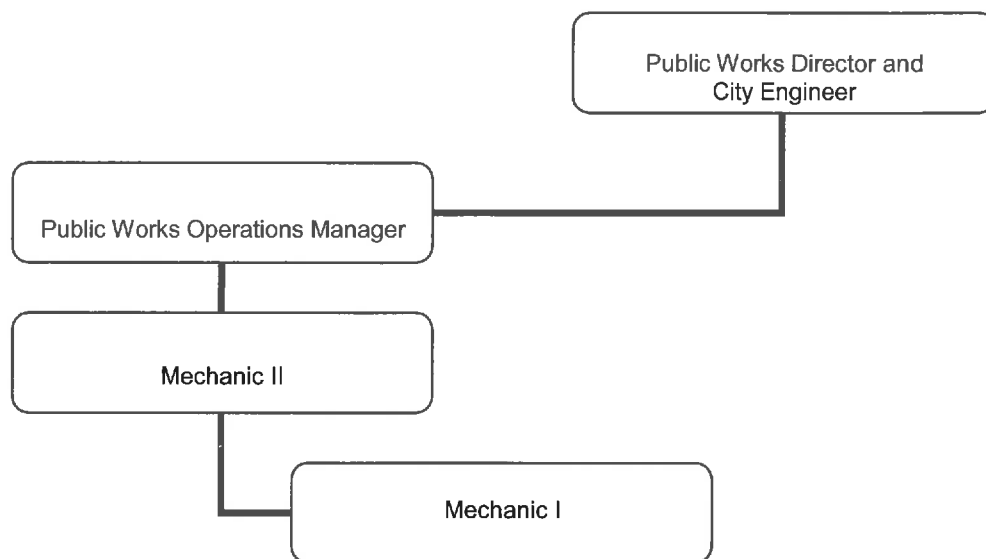 Public Works Director and
City Engineer
Public Works Operations Manager
Mechanic II
Mechanic I